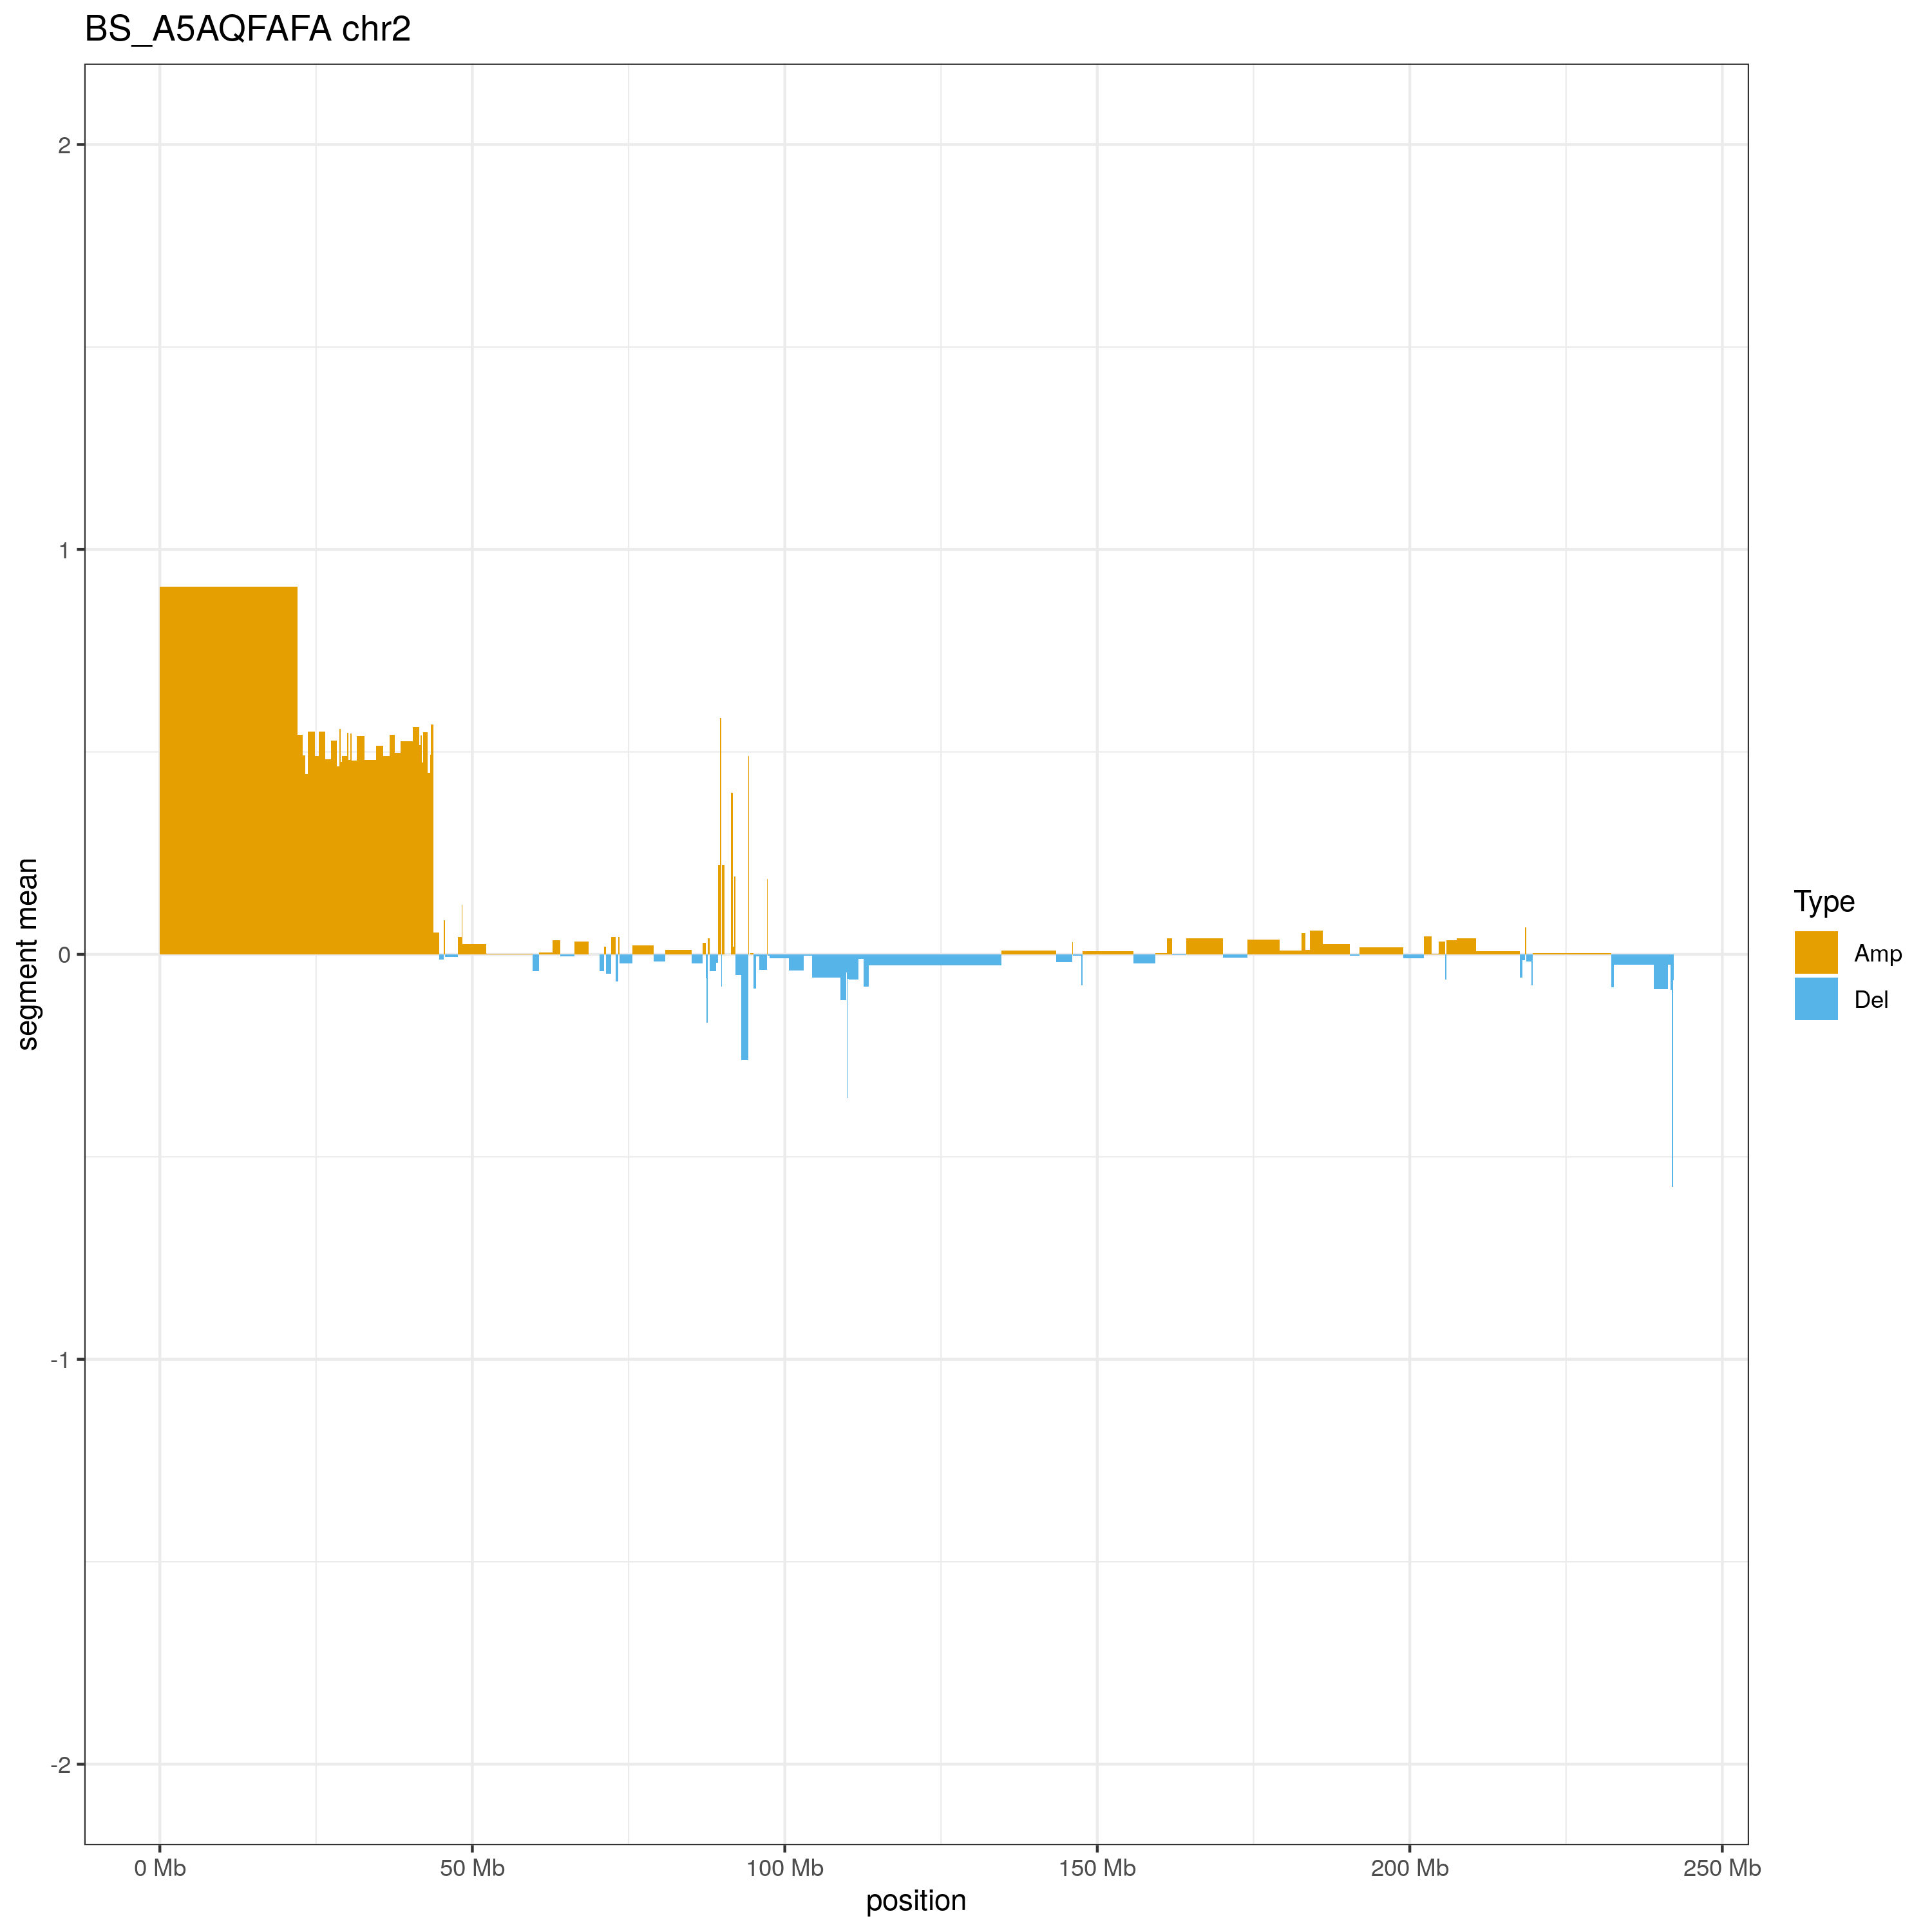 BS_A5AQFAFA chr2
2
1
0
-1
-2
segment mean
0 Mb
50 Mb
100 Mb
150 Mb
200 Mb
250 Mb
position
Type
Amp
Del